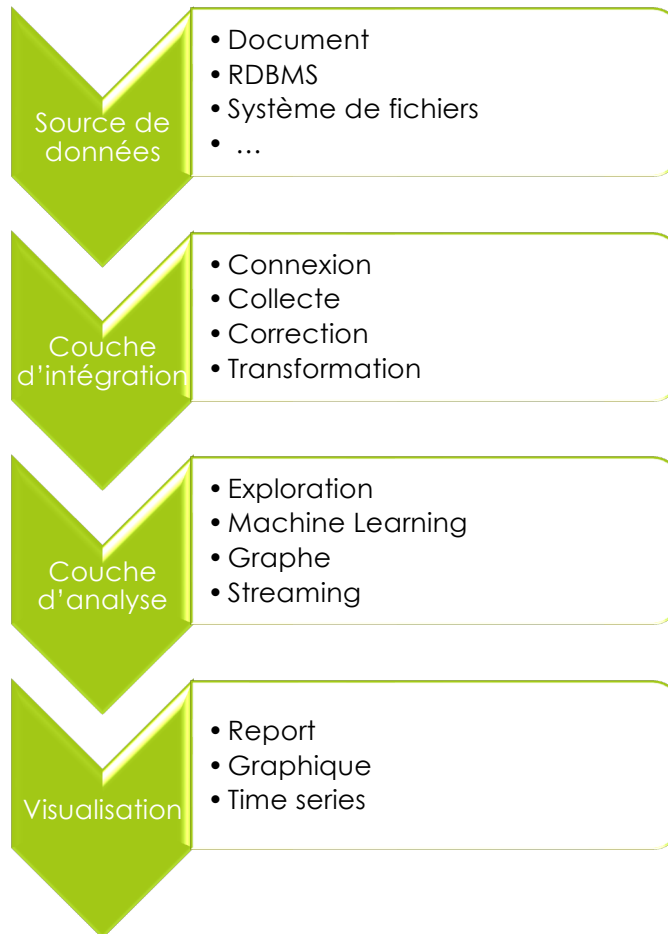 Source de
données
• Document
• RDBMS
• Système de fichiers
• ...
Couche
d'intégration
• Connexion
• Collecte
• Correction
• Transformation
Couche
d'analyse
• Exploration
• Machine Learning
• Graphe
• Streaming
Visualisation
• Report
• Graphique
• Time series